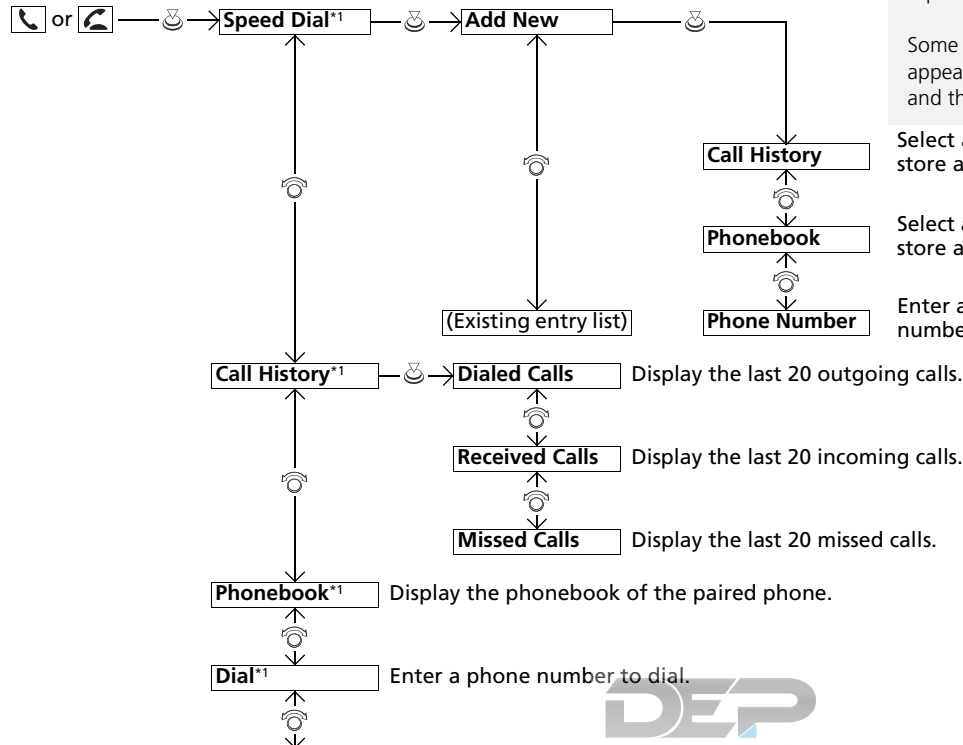 or
Speed Dial*1
Add New
Some
and th
Call History
Select a
store a
Phonebook
Select a
store a
Phone Number
Enter a
(Existing entry list)
Call History*1
Dialed Calls
Display the last 20 outgoing calls.
Received Calls
Display the last 20 incoming calls.
Missed Calls
Display the last 20 missed calls.
Phonebook*1
Display the phonebook of the paired phone.
Dial*1
Enter a phone number to dial.
DEP